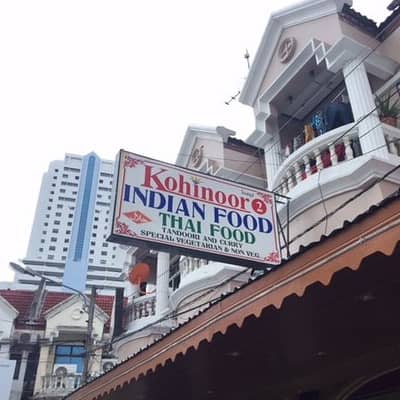 Kohinoor 2
INDIAN FOOD
THAI FOOD
TANDOORI AND CURRY
SPECIAL VEGETARIAN & NON VEG.